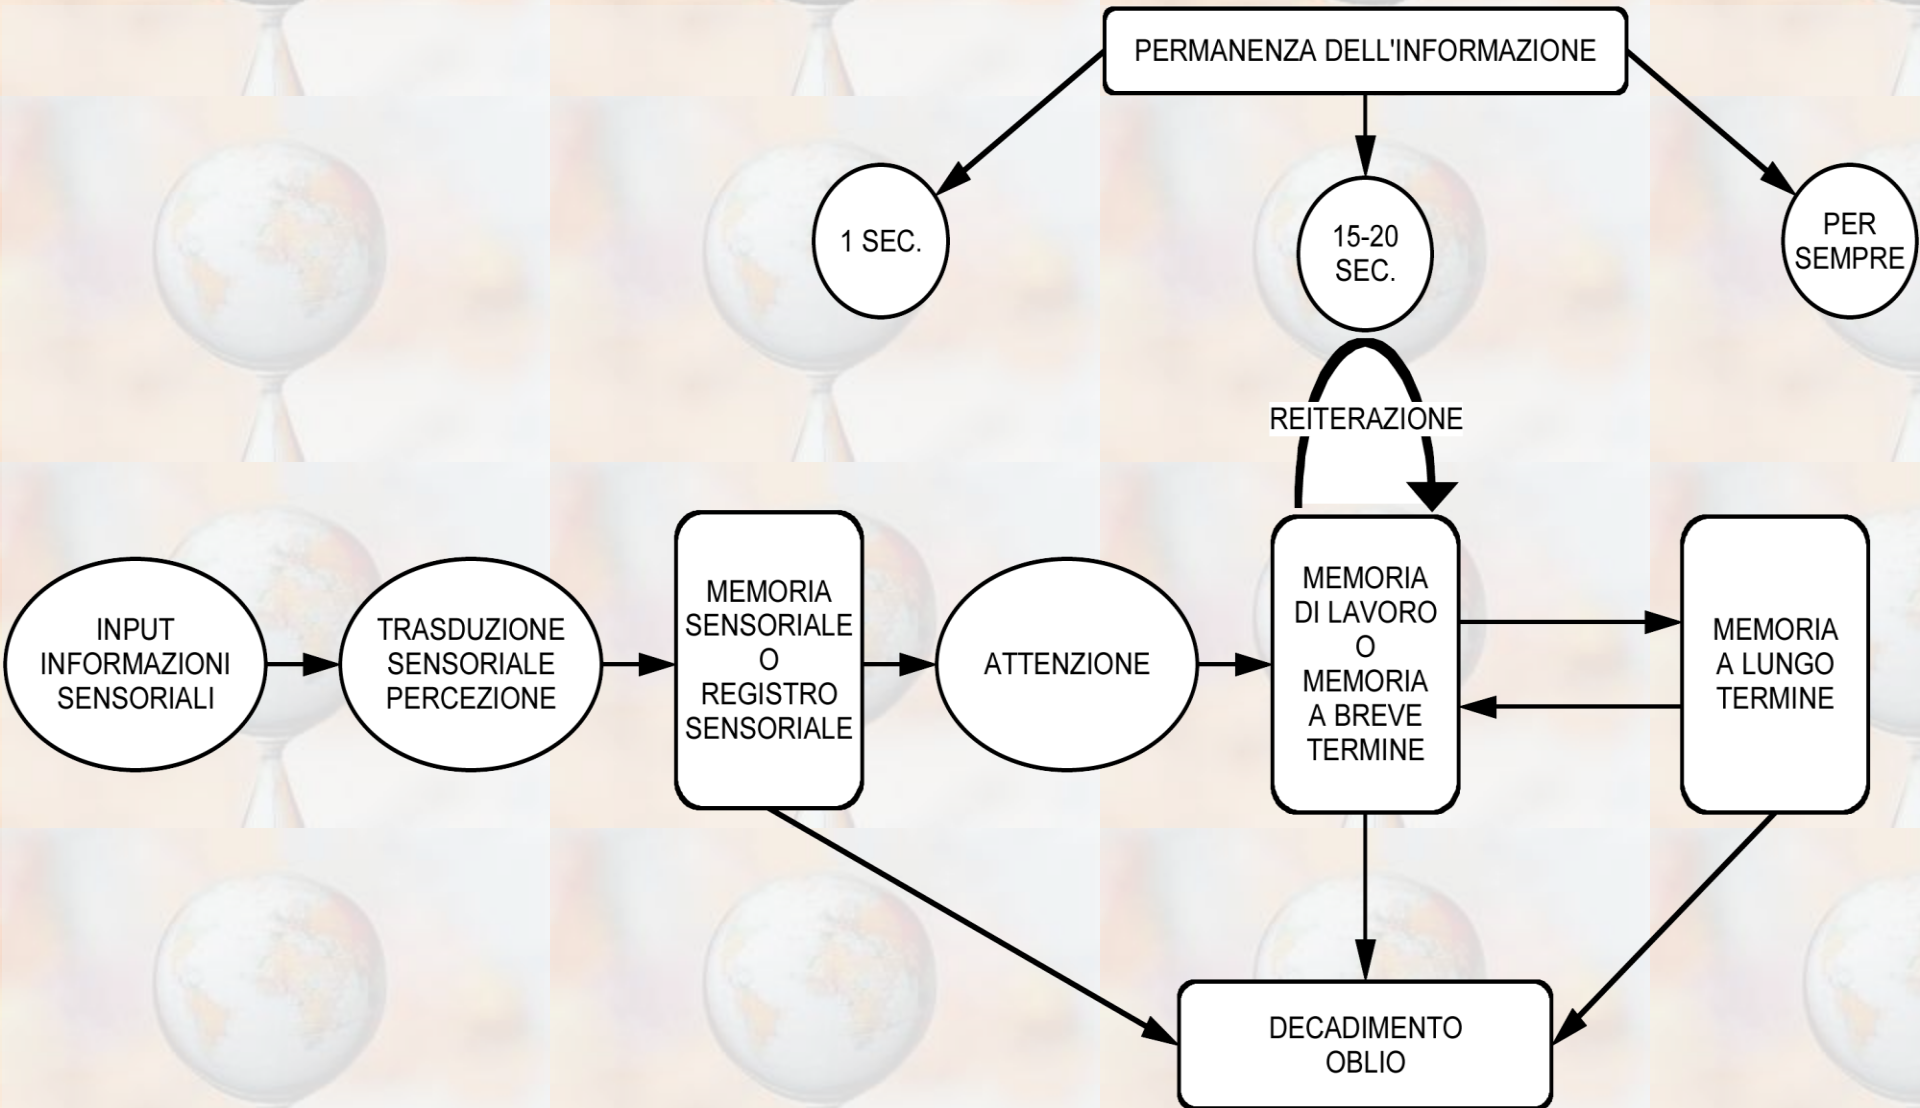 PERMANENZA DELL'INFORMAZIONE
1 SEC.
15-20
SEC.
PER
SEMPRE
REITERAZIONE
INPUT
INFORMAZIONI
SENSORIALI
TRASDUZIONE
SENSORIALE
PERCEZIONE
MEMORIA
SENSORIALE
O
REGISTRO
SENSORIALE
ATTENZIONE
MEMORIA
DI LAVORO
O
MEMORIA
A BREVE
TERMINE
MEMORIA
A LUNGO
TERMINE
DECADIMENTO
OBLIO